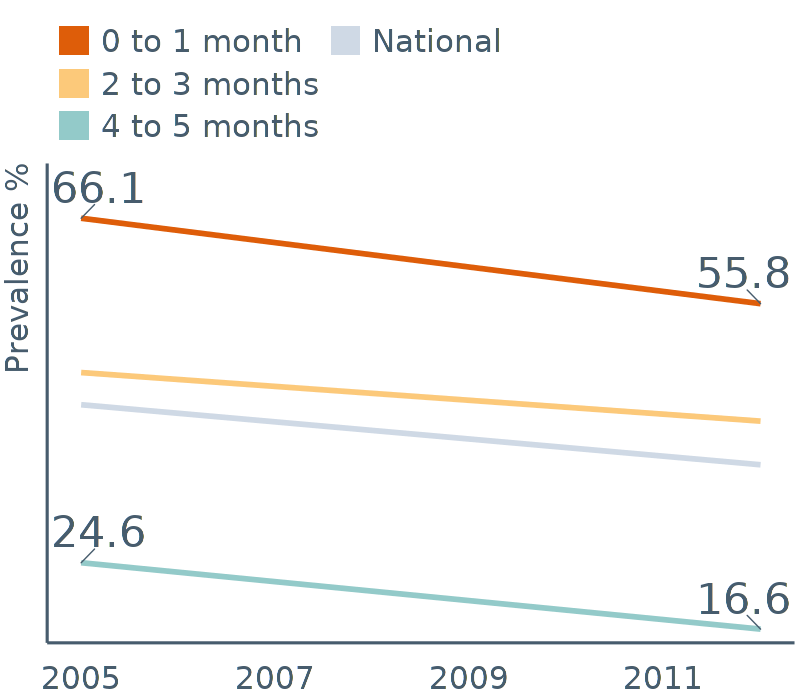 0 to 1 month National
2 to 3 months
4 to 5 months
Prevalence %
66.1
55.8
24.6
16.6
2005 2007 2009 2011